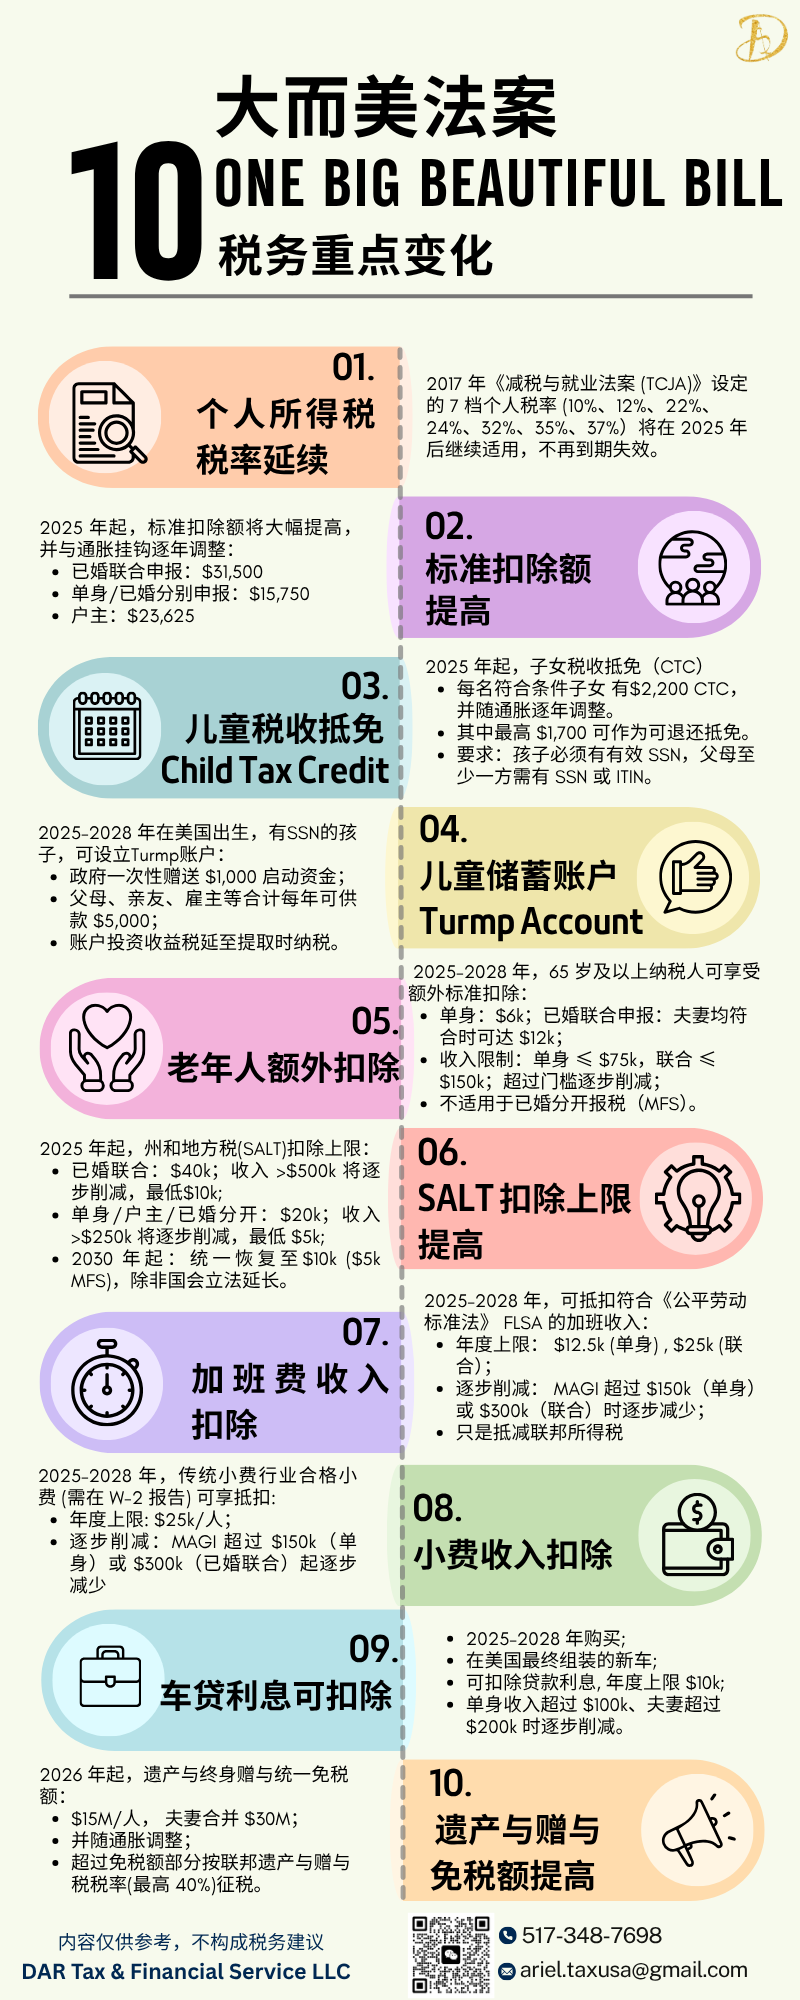 大而美法案
10 ONE BIG BEAUTIFUL BILL
税务重点变化
01.
个人所得税
税率延续
2017 年《减税与就业法案 (TCJA)》设定
的 7 档个人税率 (10%、12%、22%、
24%、32%、35%、37%）将在 2025 年
后继续适用，不再到期失效。
02.
标准扣除额
提高
2025 年起，标准扣除额将大幅提高，
并与通胀挂钩逐年调整：
• 已婚联合申报：$31,500
• 单身/已婚分别申报：$15,750
• 户主：$23,625
03.
儿童税收抵免
Child Tax Credit
2025 年起，子女税收抵免（CTC）
• 每名符合条件子女 有$2,200 CTC，
并随通胀逐年调整。
• 其中最高 $1,700 可作为可退还抵免。
• 要求：孩子必须有有效 SSN，父母至
少一方需有 SSN 或 ITIN。
04.
儿童储蓄账户
Turmp Account
2025-2028 年在美国出生，有SSN的孩
子，可设立Turmp账户：
• 政府一次性赠送 $1,000 启动资金；
• 父母、亲友、雇主等合计每年可供
款 $5,000；
• 账户投资收益税延至提取时纳税。
05.
老年人额外扣除
2025-2028 年，65 岁及以上纳税人可享受
额外标准扣除：
• 单身：$6k；已婚联合申报：夫妻均符
合时可达 $12k；
• 收入限制：单身 ≤ $75k，联合 ≤
$150k；超过门槛逐步削减；
• 不适用于已婚分开报税（MFS）。
06.
SALT 扣除上限
提高
2025 年起，州和地方税(SALT)扣除上限：
• 已婚联合：$40k；收入 >$500k 将逐
步削减，最低$10k;
• 单身/户主/已婚分开：$20k；收入
>$250k 将逐步削减，最低 $5k;
• 2030 年起：统一恢复至$10k ($5k
MFS)，除非国会立法延长。
07.
加班费收入
扣除
2025-2028 年，可抵扣符合《公平劳动
标准法》 FLSA 的加班收入：
• 年度上限： $12.5k (单身) , $25k (联
合) ；
• 逐步削减： MAGI 超过 $150k（单身）
或 $300k（联合）时逐步减少；
• 只是抵减联邦所得税
08.
小费收入扣除
2025-2028 年，传统小费行业合格小
费 (需在 W-2 报告) 可享抵扣:
• 年度上限: $25k/人；
• 逐步削减：MAGI 超过 $150k（单
身）或 $300k（已婚联合）起逐步
减少
09.
车贷利息可扣除
• 2025-2028 年购买;
• 在美国最终组装的新车;
• 可扣除贷款利息, 年度上限 $10k;
• 单身收入超过 $100k、夫妻超过
$200k 时逐步削减。
10.
遗产与赠与
免税额提高
2026 年起，遗产与终身赠与统一免税
额：
• $15M/人， 夫妻合并 $30M；
• 并随通胀调整；
• 超过免税额部分按联邦遗产与赠与
税税率(最高 40%)征税。
内容仅供参考，不构成税务建议
DAR Tax & Financial Service LLC
517-348-7698
ariel.taxusa@gmail.com